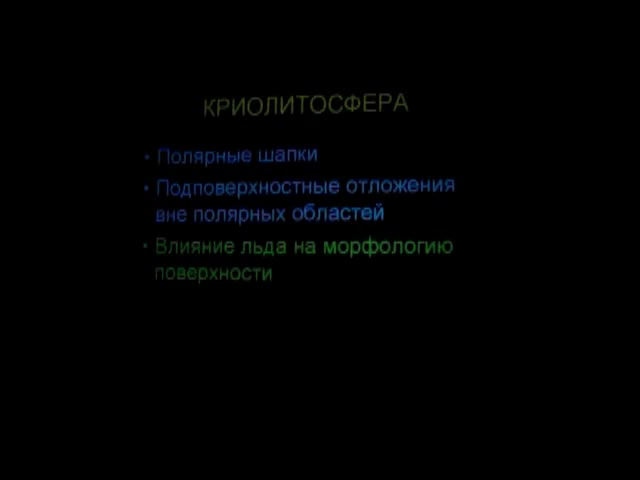 КРИОЛИТОСФЕРА
• Полярные шапки
• Подповерхностные отложения
вне полярных областей
• Влияние льда на морфологию
поверхности